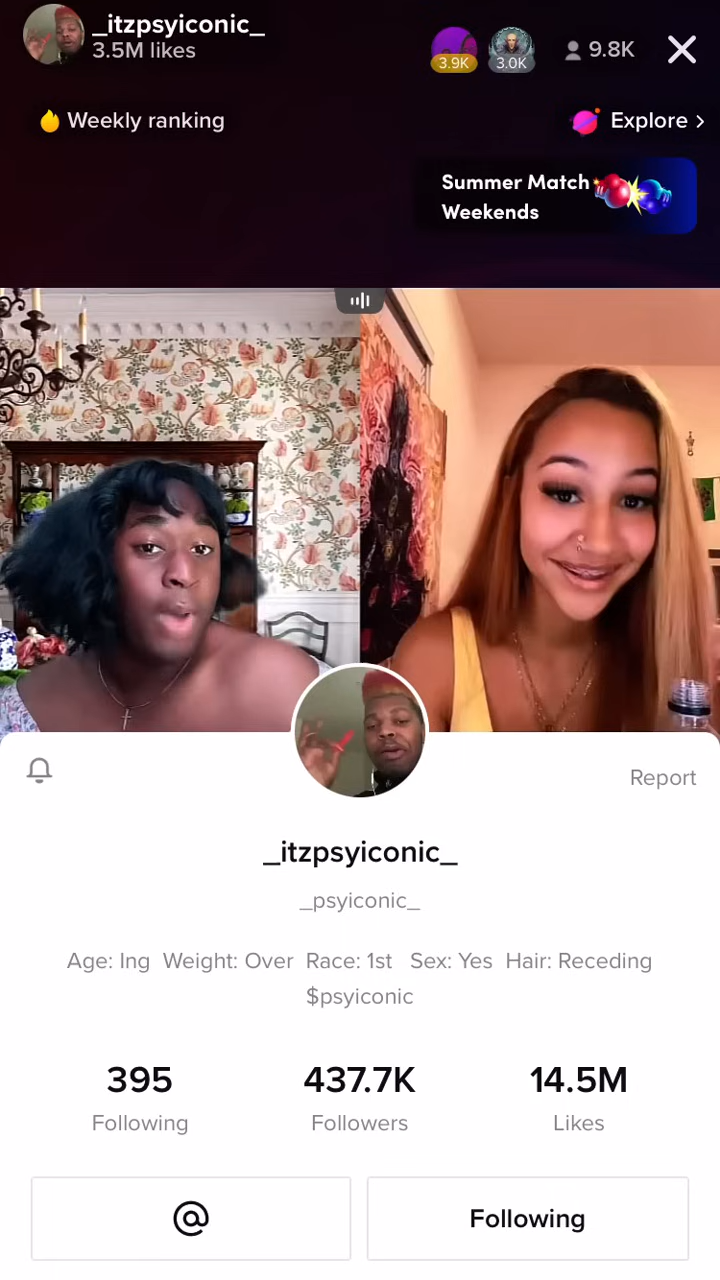 _itzpsyiconic_
3.5M likes
3.9K
3.0K
9.8K
Weekly ranking
Explore >
Summer Match
Weekends
Report
_itzpsyiconic_
_psyiconic_
Age: Ing Weight: Over Race: 1st Sex: Yes Hair: Receding
$psyiconic
395
437.7K
14.5M
Following
Followers
Likes
@
Following